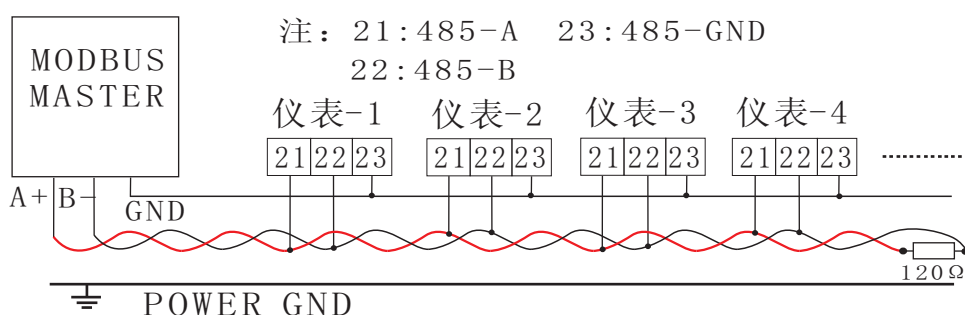 注：21:485-A 23:485-GND
22:485-B
MODBUS
MASTER
仪表-1 仪表-2 仪表-3 仪表-4
21 22 23 21 22 23 21 22 23 21 22 23
A+ B-
GND
120Ω
POWER GND